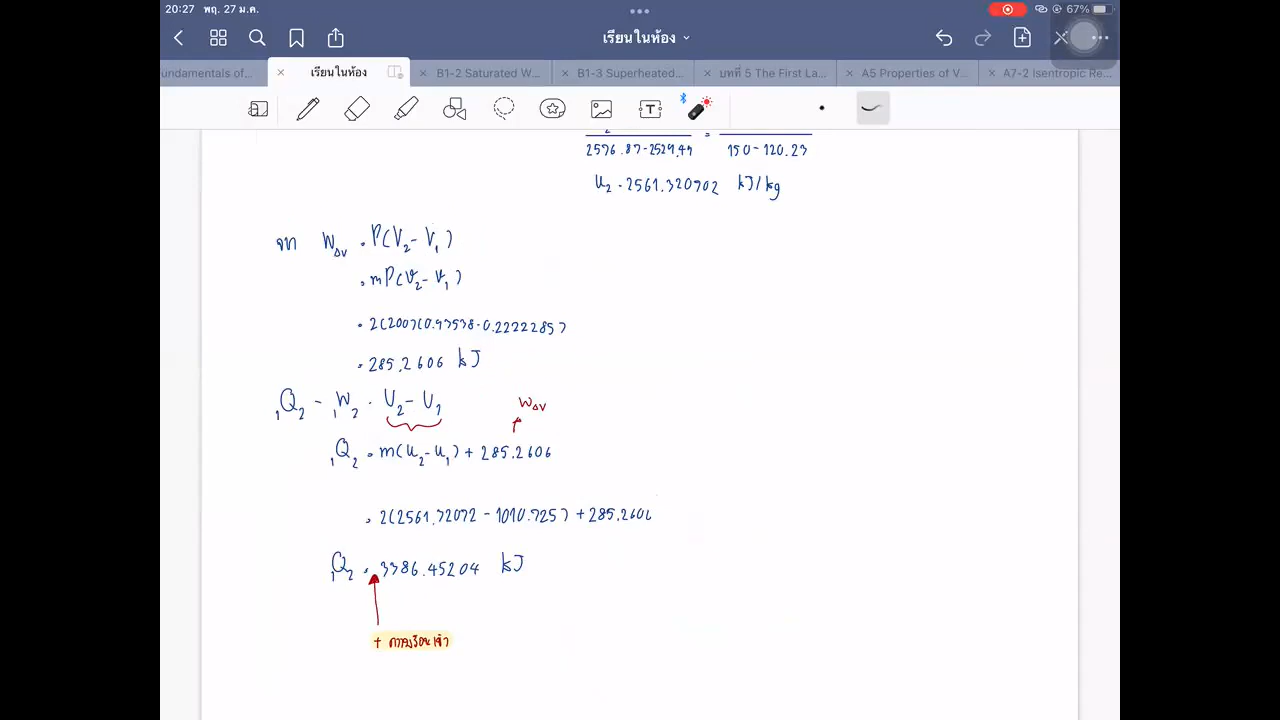 20:27 พฤ. 27 ม.ค.
67%
เรียนในห้อง
undamentals of...
เรียนในห้อง
B1-2 Saturated W...
B1-3 Superheated...
บทที่ 5 The First La...
A5 Properties of V...
A7-2 Isentropic Re...
2576.87-2529.49 = 150-120.23
U2 = 2561.320702 kJ/kg
จาก WΔV = P(V2 - V1)
= mP(v2 - v1)
= 2(200)(0.93538-0.2222285)
= 285.2606 kJ
1Q2 - 1W2 = U2 - U1
WΔV
1Q2 = m(u2 - u1) + 285.2606
= 2(2561.32072 - 1010.725) + 285.2606
1Q2 = 3386.45204 kJ
+ ความร้อนเข้า